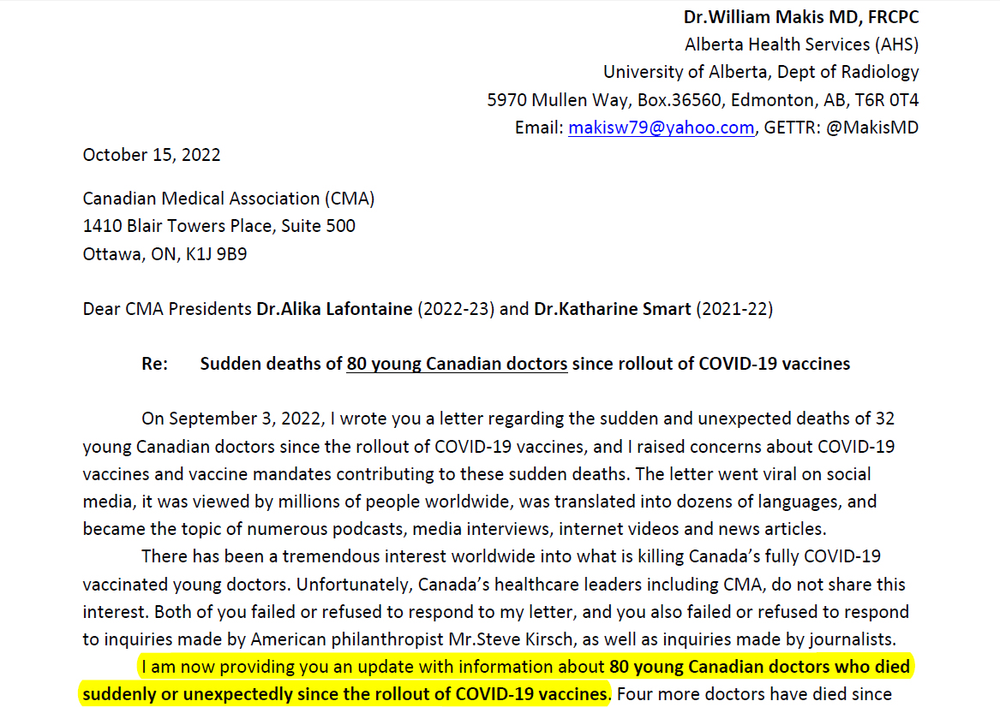 Dr.William Makis MD, FRCPC
Alberta Health Services (AHS)
University of Alberta, Dept of Radiology
5970 Mullen Way, Box.36560, Edmonton, AB, T6R 0T4
Email: makisw79@yahoo.com, GETTR: @MakisMD
October 15, 2022
Canadian Medical Association (CMA)
1410 Blair Towers Place, Suite 500
Ottawa, ON, K1J 9B9
Dear CMA Presidents Dr.Alika Lafontaine (2022-23) and Dr.Katharine Smart (2021-22)
Re: Sudden deaths of 80 young Canadian doctors since rollout of COVID-19 vaccines
On September 3, 2022, I wrote you a letter regarding the sudden and unexpected deaths of 32
young Canadian doctors since the rollout of COVID-19 vaccines, and I raised concerns about COVID-19
vaccines and vaccine mandates contributing to these sudden deaths. The letter went viral on social
media, it was viewed by millions of people worldwide, was translated into dozens of languages, and
became the topic of numerous podcasts, media interviews, internet videos and news articles.
There has been a tremendous interest worldwide into what is killing Canada's fully COVID-19
vaccinated young doctors. Unfortunately, Canada's healthcare leaders including CMA, do not share this
interest. Both of you failed or refused to respond to my letter, and you also failed or refused to respond
to inquiries made by American philanthropist Mr.Steve Kirsch, as well as inquiries made by journalists.
I am now providing you an update with information about 80 young Canadian doctors who died
suddenly or unexpectedly since the rollout of COVID-19 vaccines. Four more doctors have died since